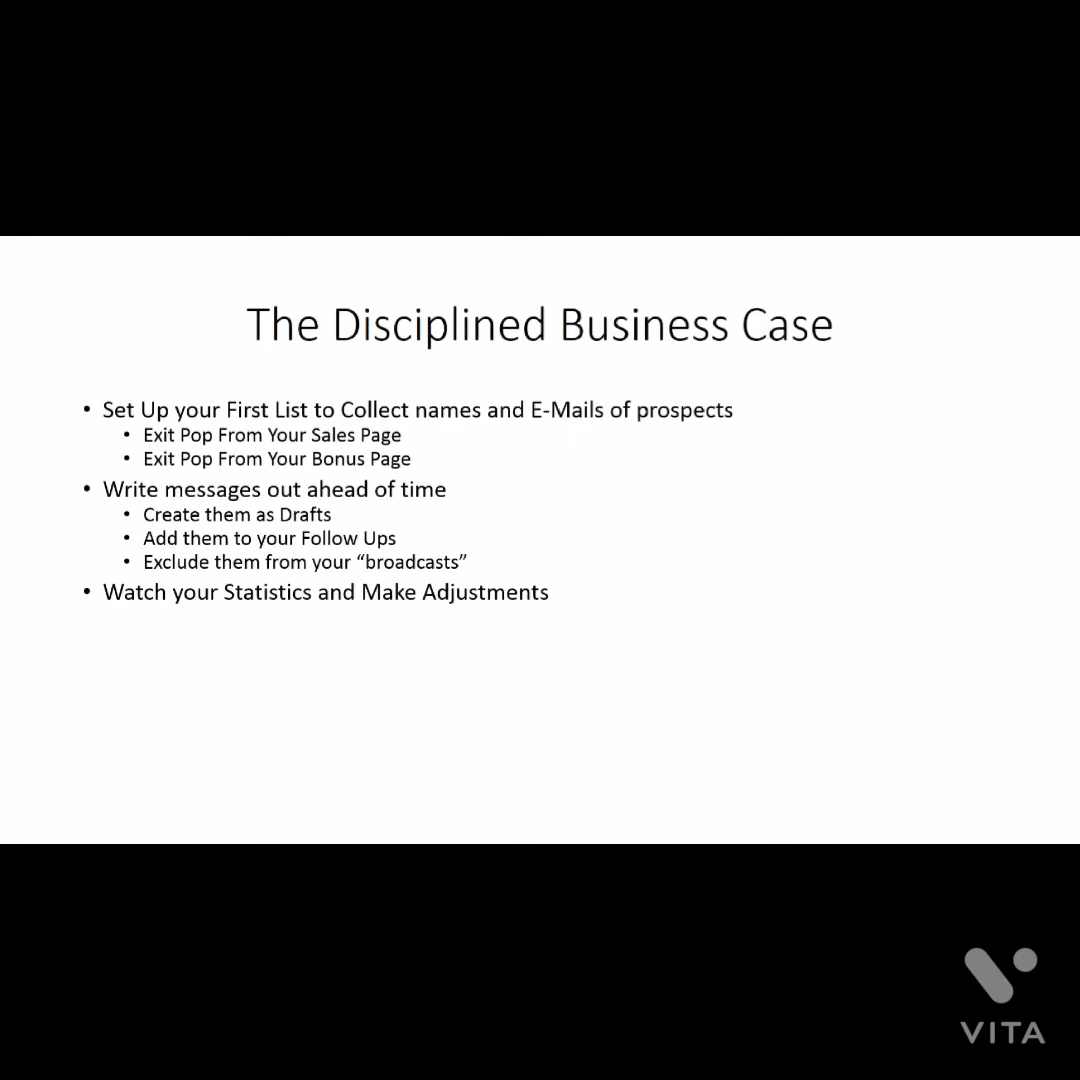 The Disciplined Business Case
• Set Up your First List to Collect names and E-Mails of prospects
• Exit Pop From Your Sales Page
• Exit Pop From Your Bonus Page
• Write messages out ahead of time
• Create them as Drafts
• Add them to your Follow Ups
• Exclude them from your “broadcasts”
• Watch your Statistics and Make Adjustments
VITA